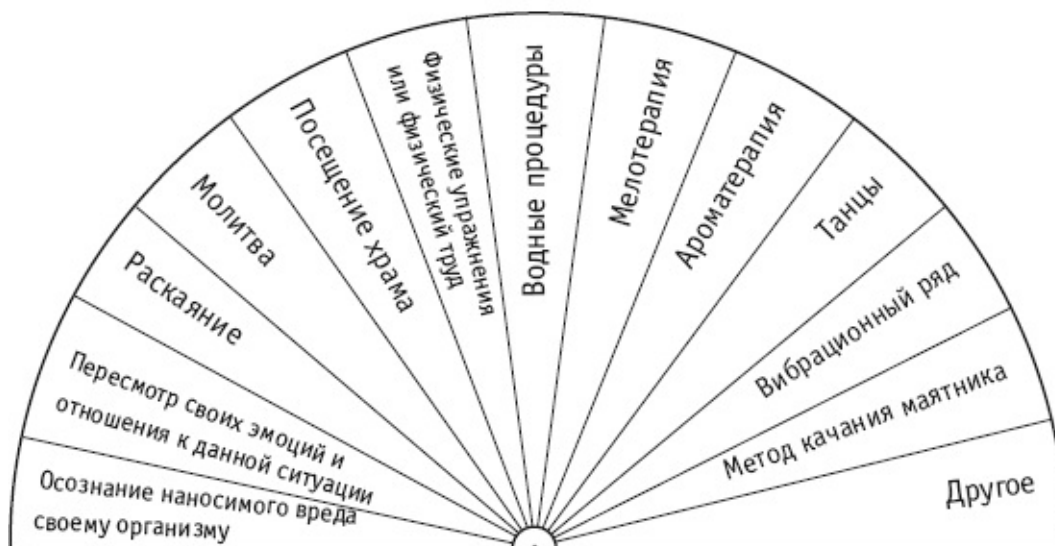 Осознание наносимого вреда
своему организму
Пересмотр своих эмоций и
отношения к данной ситуации
Раскаяние
Молитва
Посещение храма
Физические упражнения
или физический труд
Водные процедуры
Мелотерапия
Ароматерапия
Танцы
Вибрационный ряд
Метод качания маятника
Другое